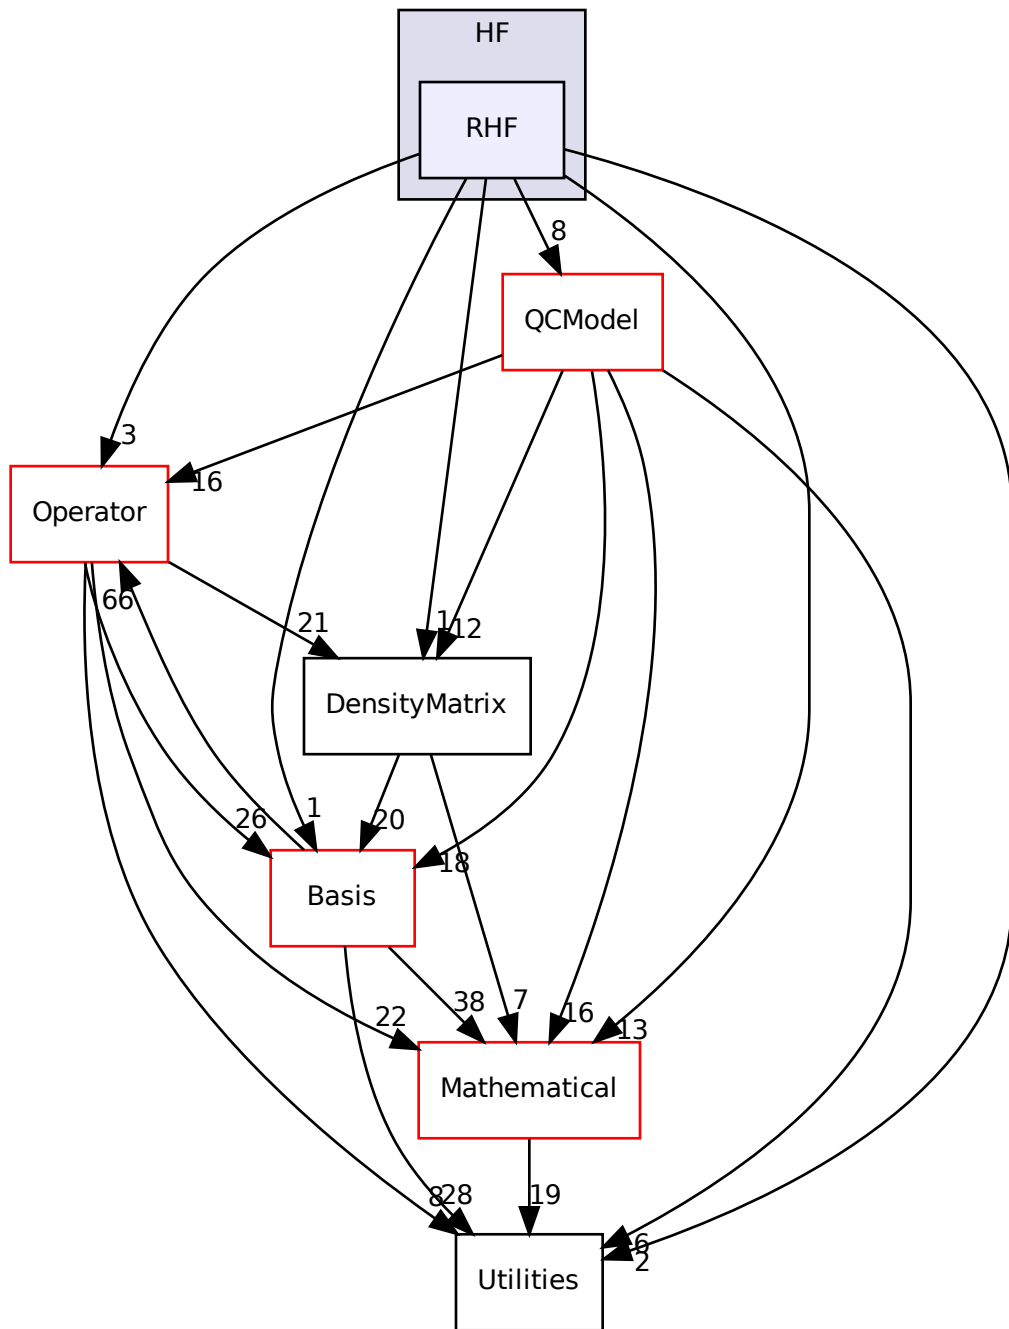 HF
RHF
8
QCModel
3
16
Operator
66
21
1
12
DensityMatrix
26
1
20
18
Basis
22
38
7
16
13
Mathematical
8
28
19
6
2
Utilities